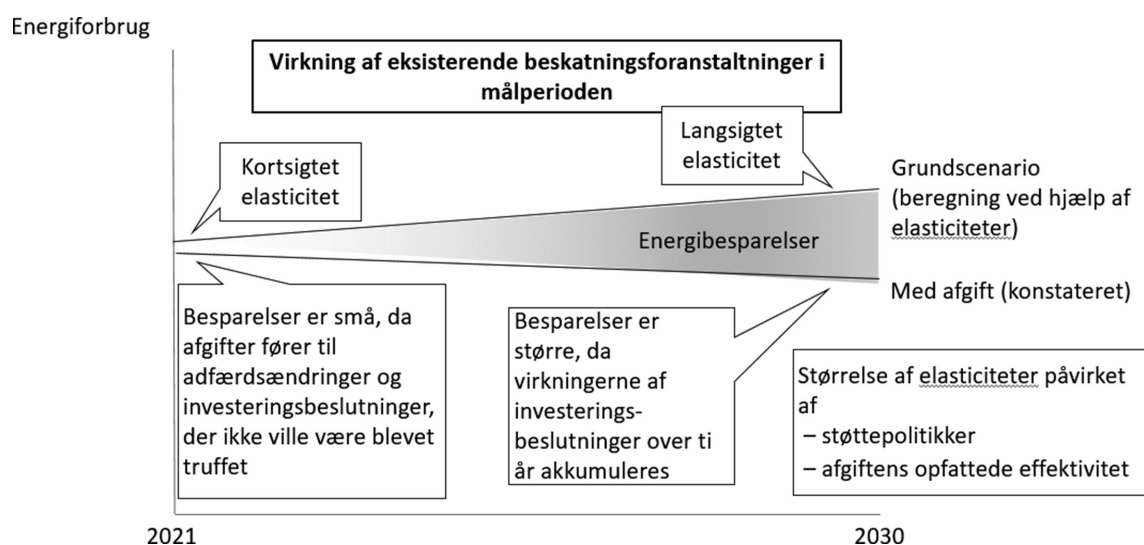 Energiforbrug
Virkning af eksisterende beskatningsforanstaltninger i
målperioden
Kortsigtet
elasticitet
Langsigtet
elasticitet
Grundscenario
(beregning ved hjælp af
elasticiteter)
Energibesparelser
Med afgift (konstateret)
Besparelser er små, da
afgifter fører til
adfærdsændringer og
investeringsbeslutninger,
der ikke ville være blevet
truffet
Besparelser er
større, da
virkningerne af
investerings-
beslutninger over ti
år akkumuleres
Størrelse af elasticiteter påvirket
af
– støttepolitikker
– afgiftens opfattede effektivitet
2021
2030